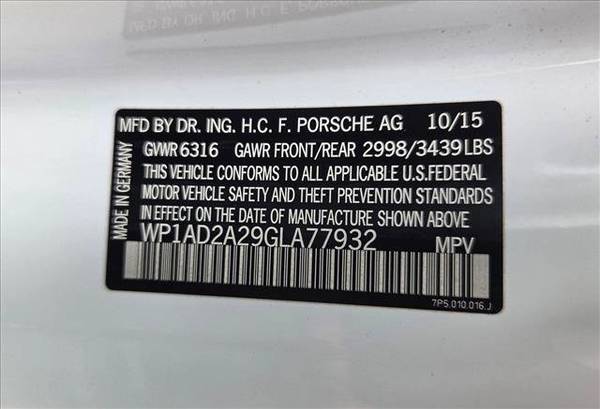 MFD BY DR. ING. H.C. F. PORSCHE AG 10/15
GVWR 6316 GAWR FRONT/REAR 2998/3439 LBS
THIS VEHICLE CONFORMS TO ALL APPLICABLE U.S.FEDERAL
MOTOR VEHICLE SAFETY AND THEFT PREVENTION STANDARDS
IN EFFECT ON THE DATE OF MANUFACTURE SHOWN ABOVE
WP1AD2A29GLA77932 MPV
7P5.010.016.J
MADE IN GERMANY